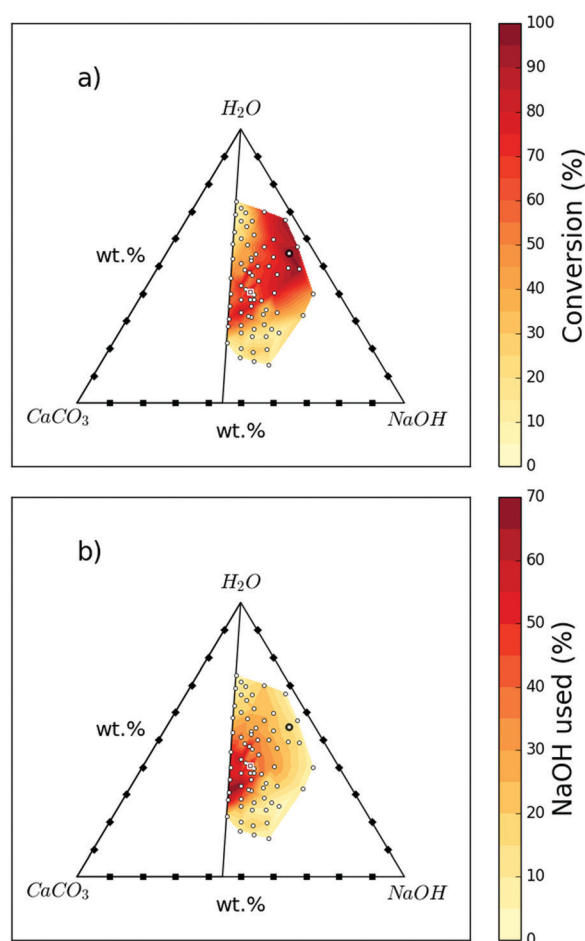 a)
H₂O
wt.%
CaCO₃
NaOH
wt.%
100
90
80
70
60
50
40
30
20
10
0
Conversion (%)
b)
H₂O
wt.%
CaCO₃
NaOH
wt.%
70
60
50
40
30
20
10
0
NaOH used (%)